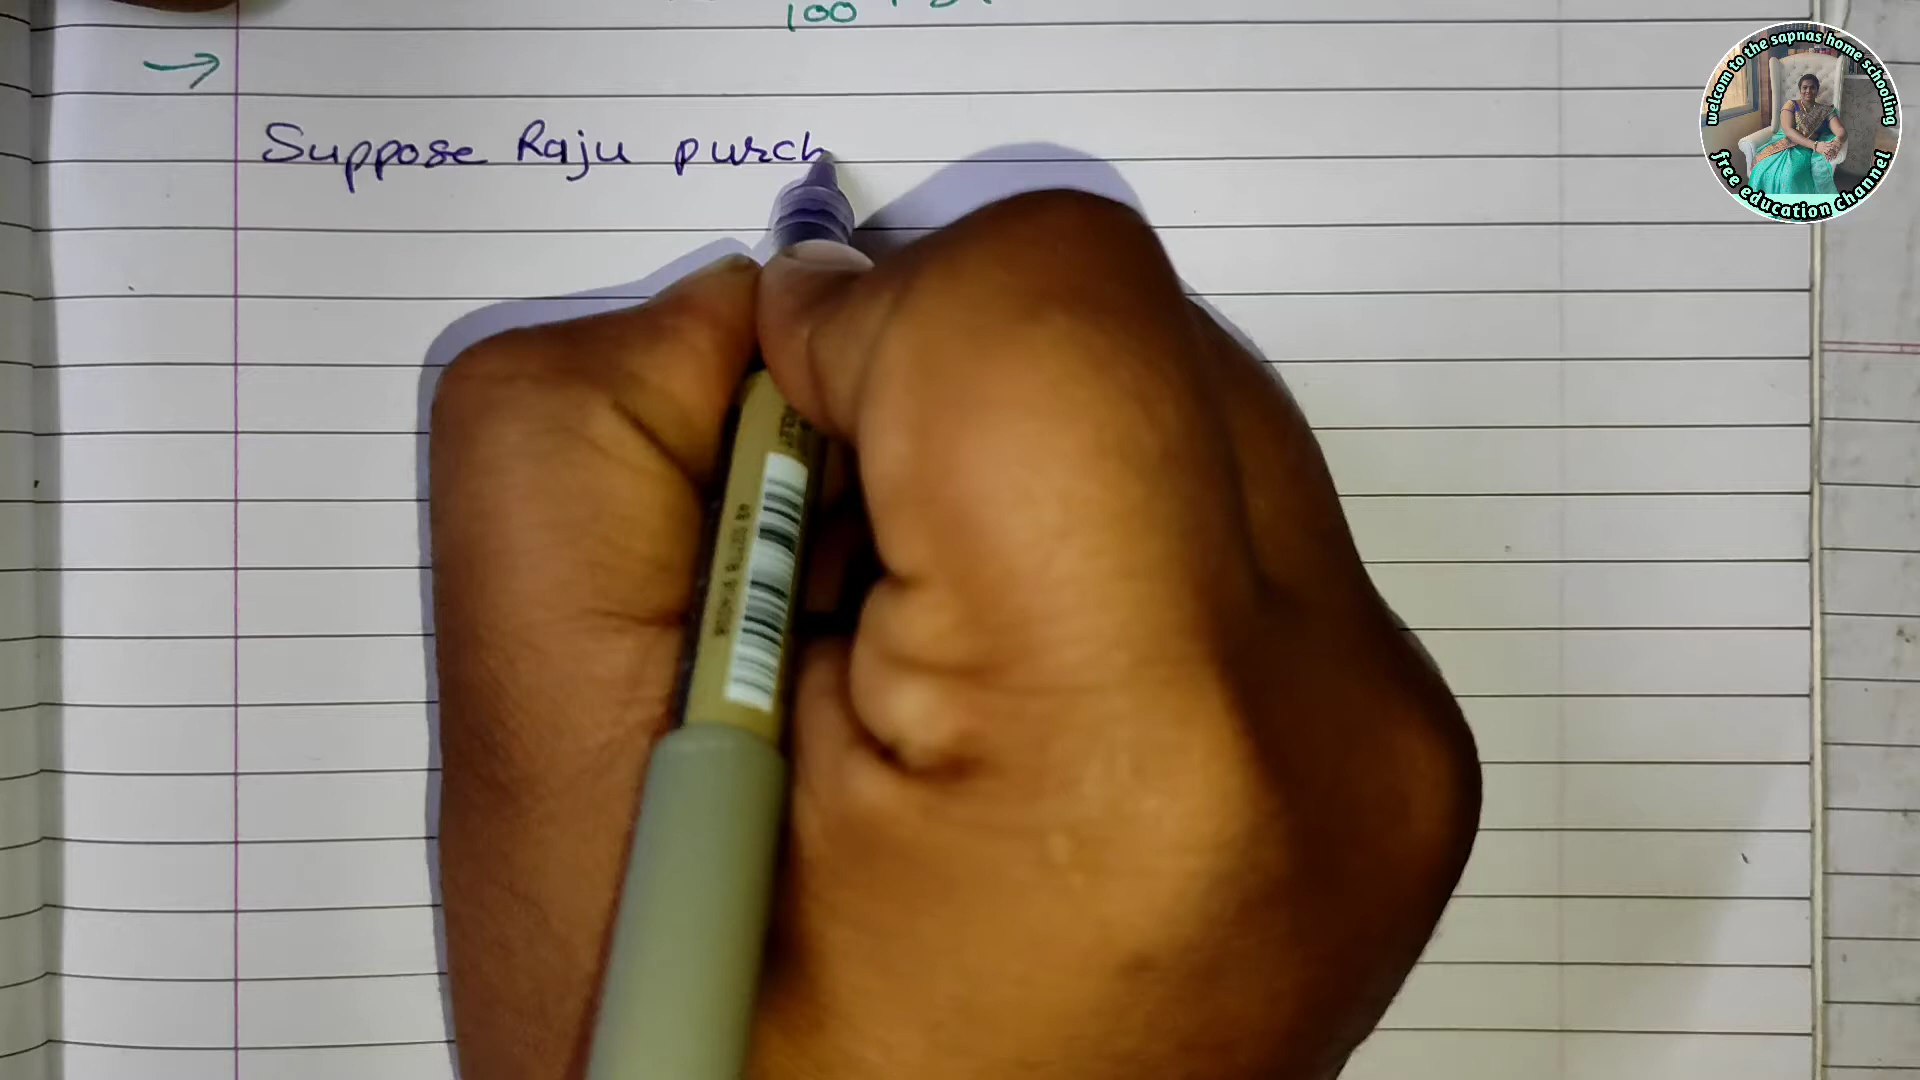 100
→
Suppose Raju purch
welcom to the sapnas home schooling
free education channel